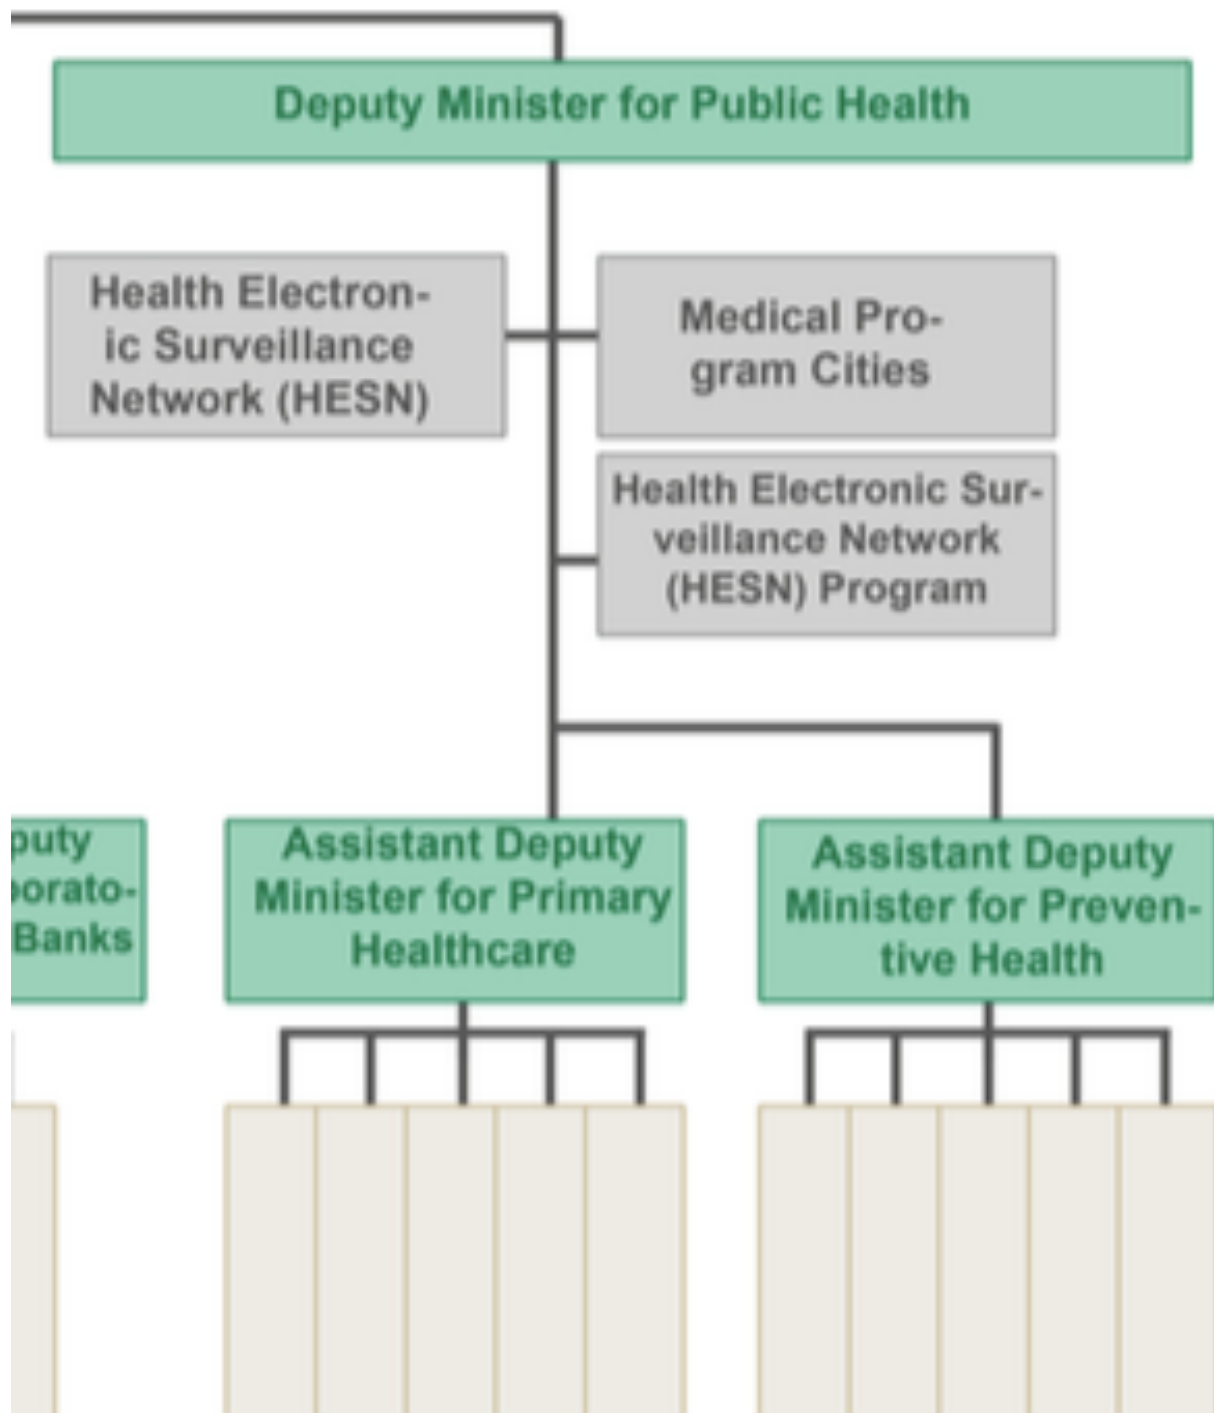 Deputy Minister for Public Health
Health Electron-
ic Surveillance
Network (HESN)
Medical Pro-
gram Cities
Health Electronic Sur-
veillance Network
(HESN) Program
Banks
Assistant Deputy
Minister for Primary
Healthcare
Assistant Deputy
Minister for Preven-
tive Health